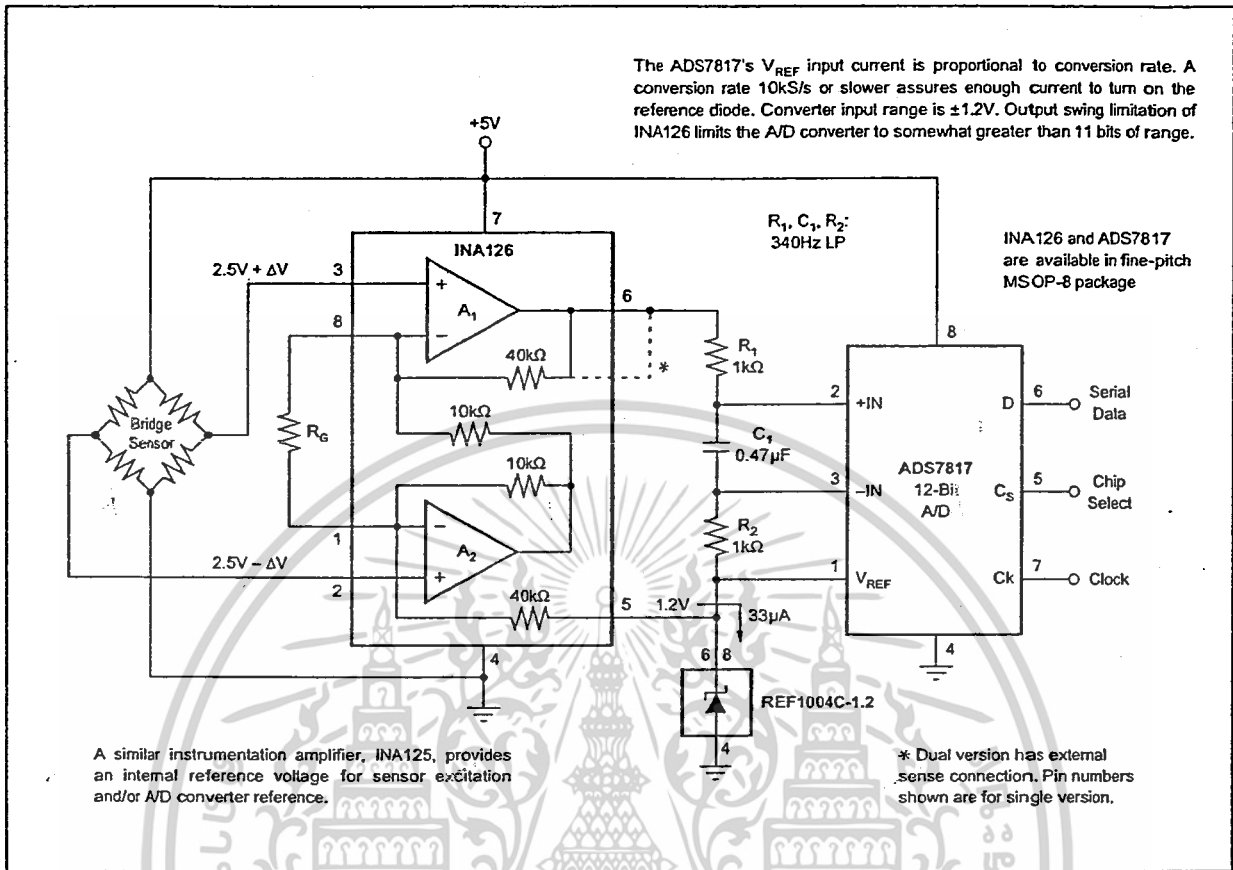 The ADS7817's VREF input current is proportional to conversion rate. A
conversion rate 10kS/s or slower assures enough current to turn on the
reference diode. Converter input range is ±1.2V. Output swing limitation of
INA126 limits the A/D converter to somewhat greater than 11 bits of range.
+5V
7
INA126
R1, C1, R2:
340Hz LP
INA126 and ADS7817
are available in fine-pitch
MSOP-8 package
2.5V + ΔV
3
+
A1
–
8
6
40kΩ
*
10kΩ
10kΩ
RG
Bridge
Sensor
–
A2
+
1
2.5V – ΔV
2
40kΩ
5
4
R1
1kΩ
C1
0.47µF
R2
1kΩ
1.2V
33µA
6 8
REF1004C-1.2
4
8
2
+IN
3
–IN
1
VREF
ADS7817
12-Bit
A/D
D
6
Serial
Data
CS
5
Chip
Select
Ck
7
Clock
4
A similar instrumentation amplifier, INA125, provides
an internal reference voltage for sensor excitation
and/or A/D converter reference.
* Dual version has external
sense connection. Pin numbers
shown are for single version.